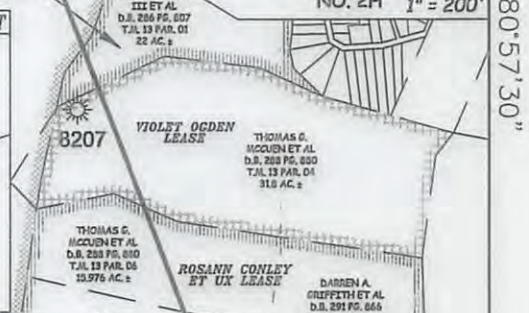 III ET AL
D.B. 286 PG. 807
T.M. 13 PAR. 01
22 AC. ±
NO. 2H 1" = 200'
80°57'30"
8207
VIOLET OGDEN
LEASE
THOMAS G.
MCCUEN ET AL
D.B. 288 PG. 880
T.M. 13 PAR. 04
31.8 AC. ±
THOMAS G.
MCCUEN ET AL
D.B. 288 PG. 880
T.M. 13 PAR. 06
15.976 AC. ±
ROSANN CONLEY
ET UX LEASE
DARREN A.
GRIFFITH ET AL
D.B. 291 PG. 866